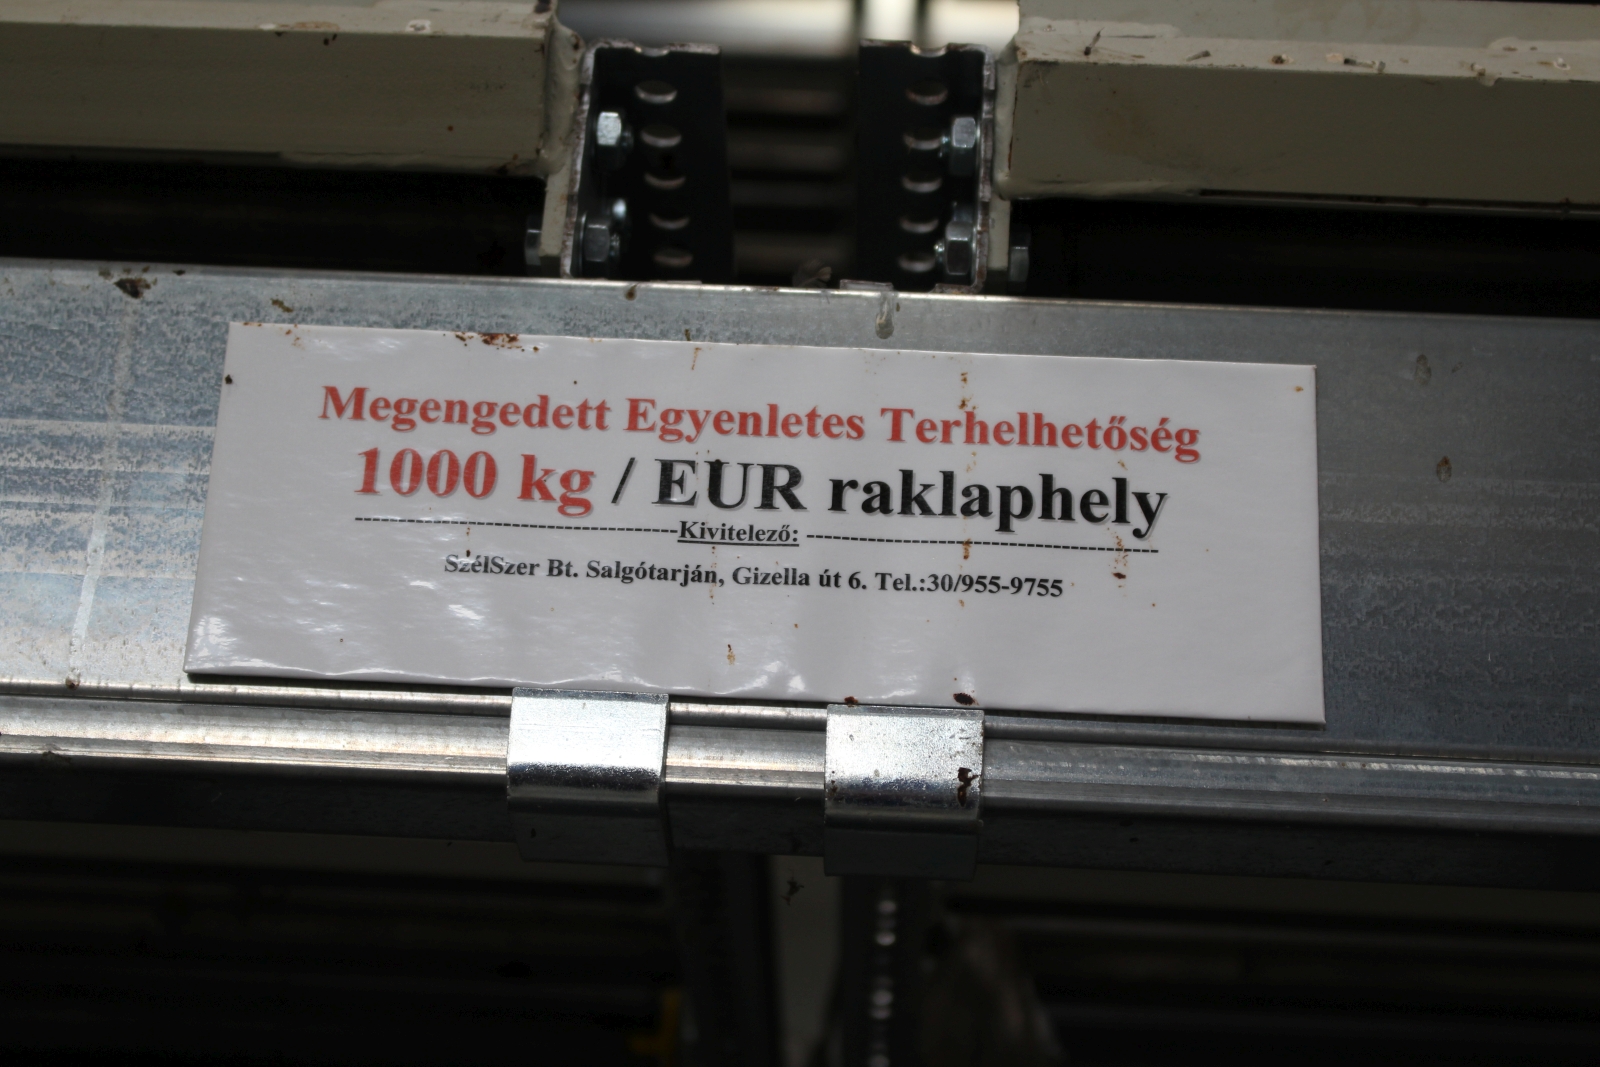 Megengedett Egyenletes Terhelhetőség
1000 kg / EUR raklaphely
Kivitelező:
SzélSzer Bt. Salgótarján, Gizella út 6. Tel.:30/955-9755